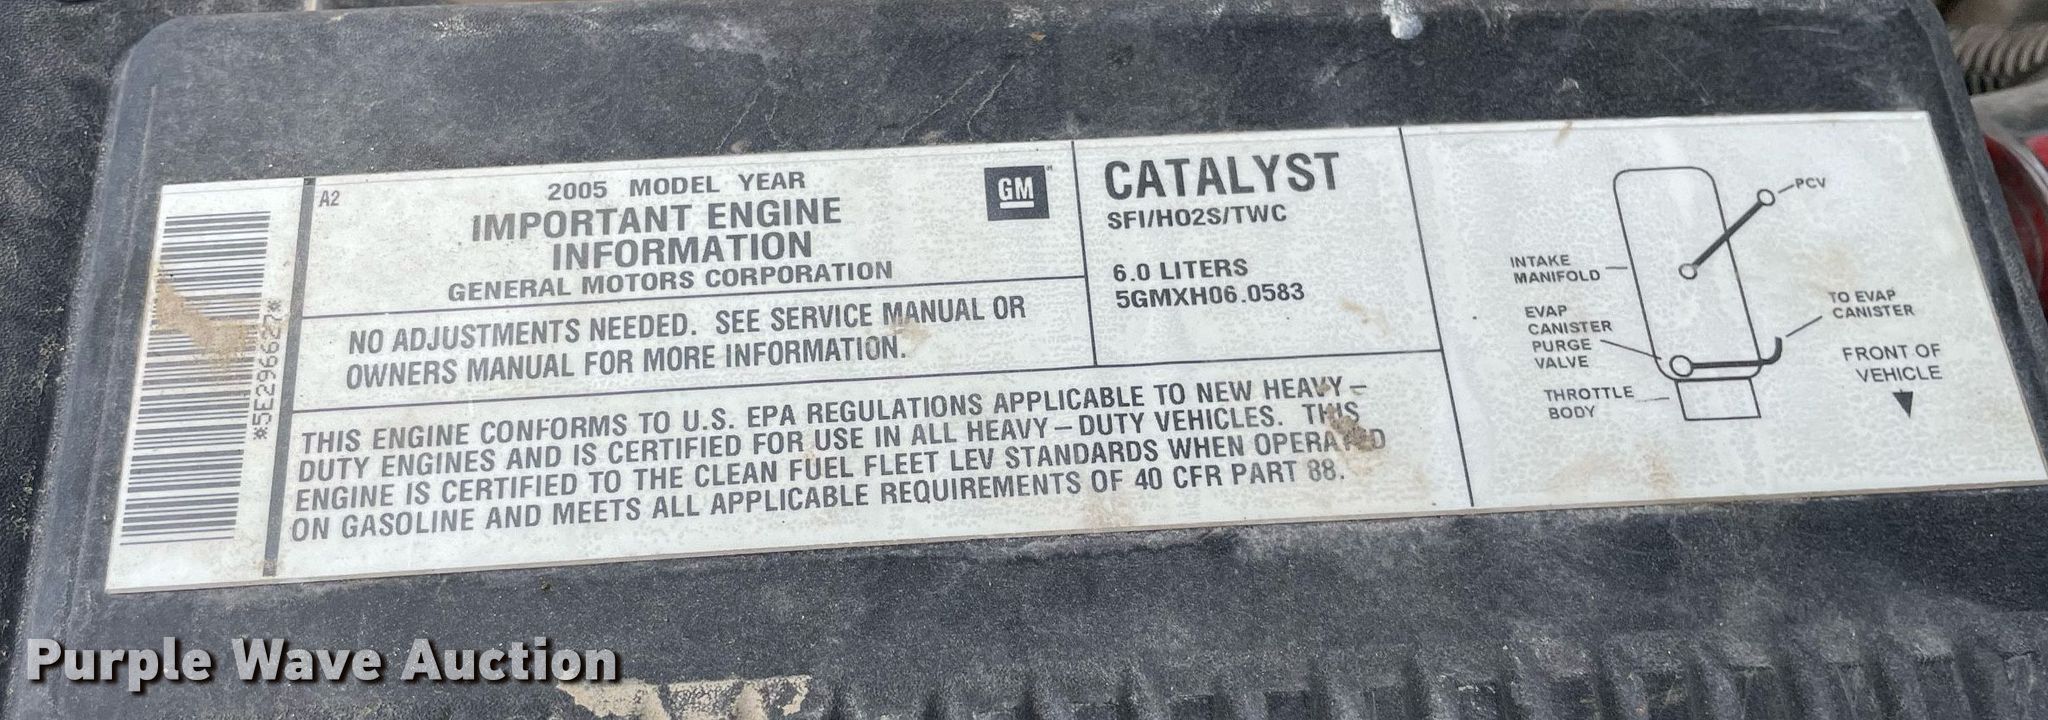 *5E296627*
A2
2005 MODEL YEAR
IMPORTANT ENGINE
INFORMATION
GENERAL MOTORS CORPORATION
GM
NO ADJUSTMENTS NEEDED. SEE SERVICE MANUAL OR
OWNERS MANUAL FOR MORE INFORMATION.
CATALYST
SFI/HO2S/TWC
6.0 LITERS
5GMXH06.0583
THIS ENGINE CONFORMS TO U.S. EPA REGULATIONS APPLICABLE TO NEW HEAVY–
DUTY ENGINES AND IS CERTIFIED FOR USE IN ALL HEAVY–DUTY VEHICLES. THIS
ENGINE IS CERTIFIED TO THE CLEAN FUEL FLEET LEV STANDARDS WHEN OPERATED
ON GASOLINE AND MEETS ALL APPLICABLE REQUIREMENTS OF 40 CFR PART 88.
PCV
INTAKE
MANIFOLD
EVAP
CANISTER
PURGE
VALVE
THROTTLE
BODY
TO EVAP
CANISTER
FRONT OF
VEHICLE
Purple Wave Auction